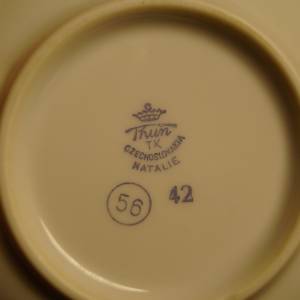 Thun
TK
CZECHOSLOVAKIA
NATALIE
56 42